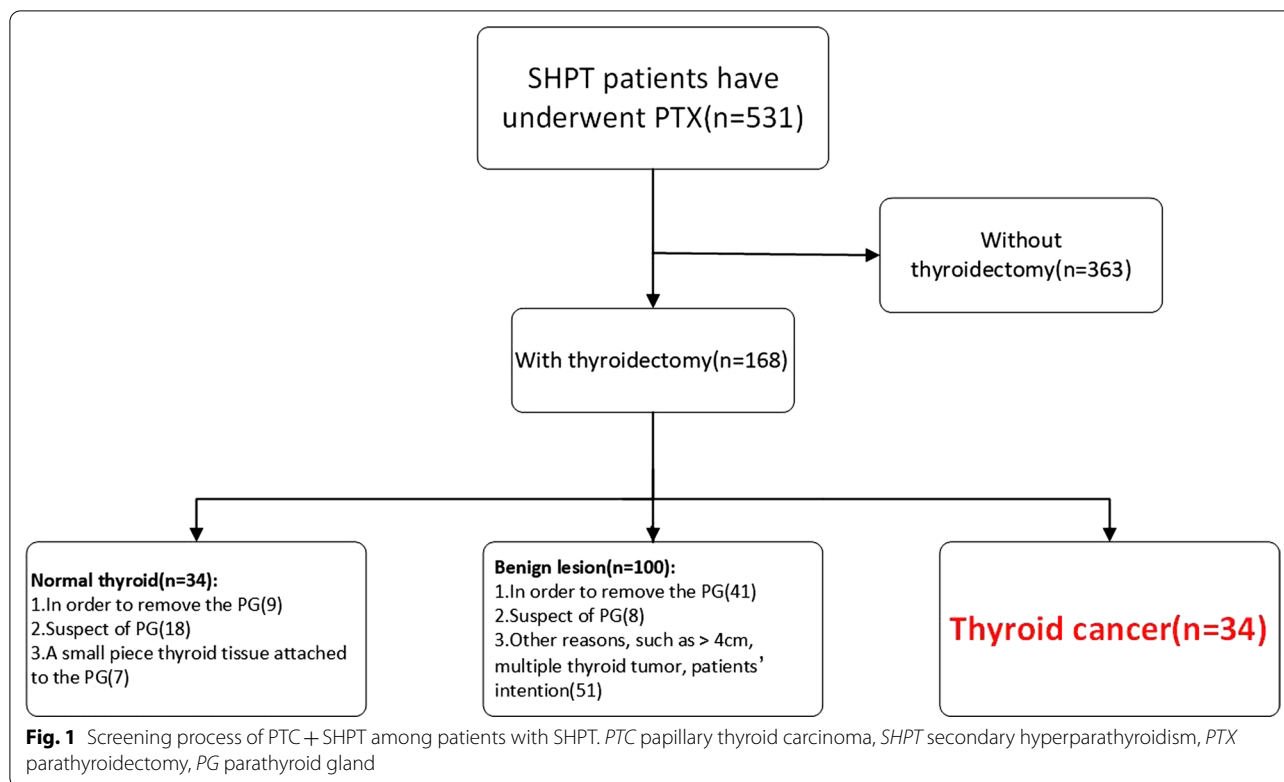 SHPT patients have
underwent PTX(n=531)
Without
thyroidectomy(n=363)
With thyroidectomy(n=168)
Normal thyroid(n=34):
1.In order to remove the PG(9)
2.Suspect of PG(18)
3.A small piece thyroid tissue attached
to the PG(7)
Benign lesion(n=100):
1.In order to remove the PG(41)
2.Suspect of PG(8)
3.Other reasons, such as > 4cm,
multiple thyroid tumor, patients’
intention(51)
Thyroid cancer(n=34)
Fig. 1 Screening process of PTC + SHPT among patients with SHPT. PTC papillary thyroid carcinoma, SHPT secondary hyperparathyroidism, PTX
parathyroidectomy, PG parathyroid gland